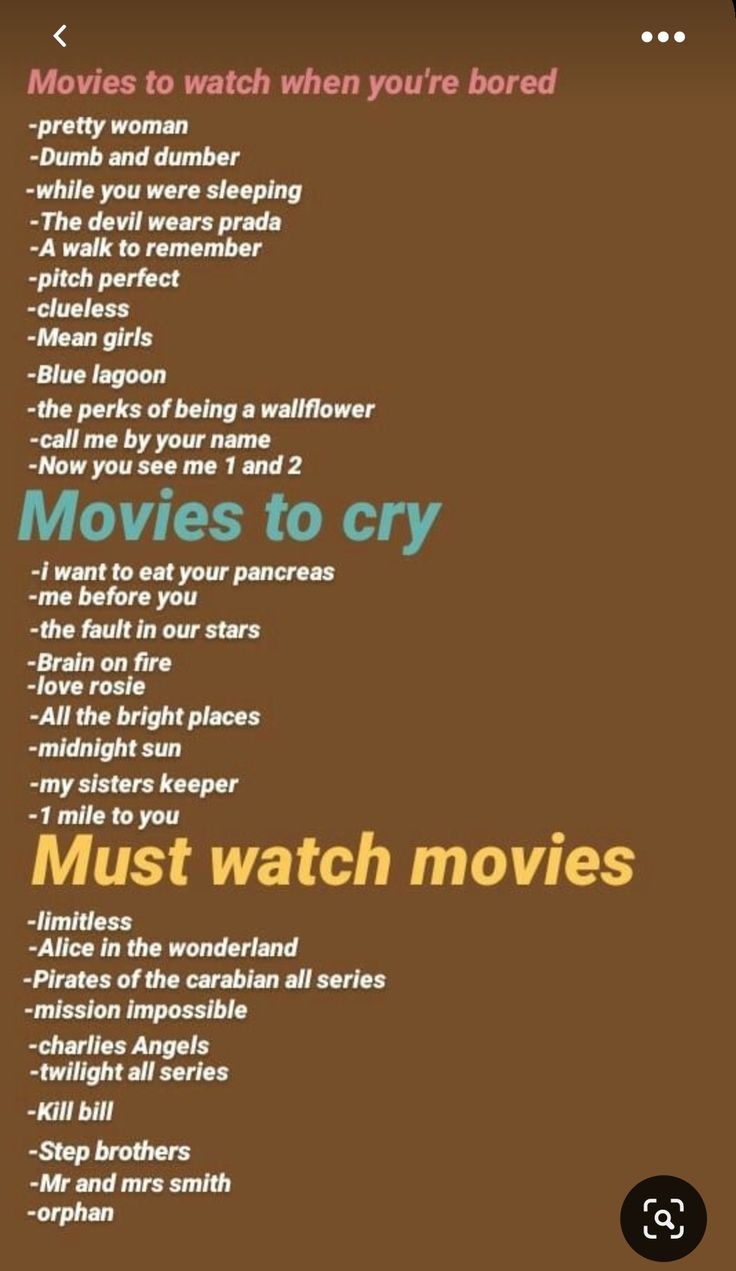 Movies to watch when you're bored
-pretty woman
-Dumb and dumber
-while you were sleeping
-The devil wears prada
-A walk to remember
-pitch perfect
-clueless
-Mean girls
-Blue lagoon
-the perks of being a wallflower
-call me by your name
-Now you see me 1 and 2
Movies to cry
-i want to eat your pancreas
-me before you
-the fault in our stars
-Brain on fire
-love rosie
-All the bright places
-midnight sun
-my sisters keeper
-1 mile to you
Must watch movies
-limitless
-Alice in the wonderland
-Pirates of the carabian all series
-mission impossible
-charlies Angels
-twilight all series
-Kill bill
-Step brothers
-Mr and mrs smith
-orphan